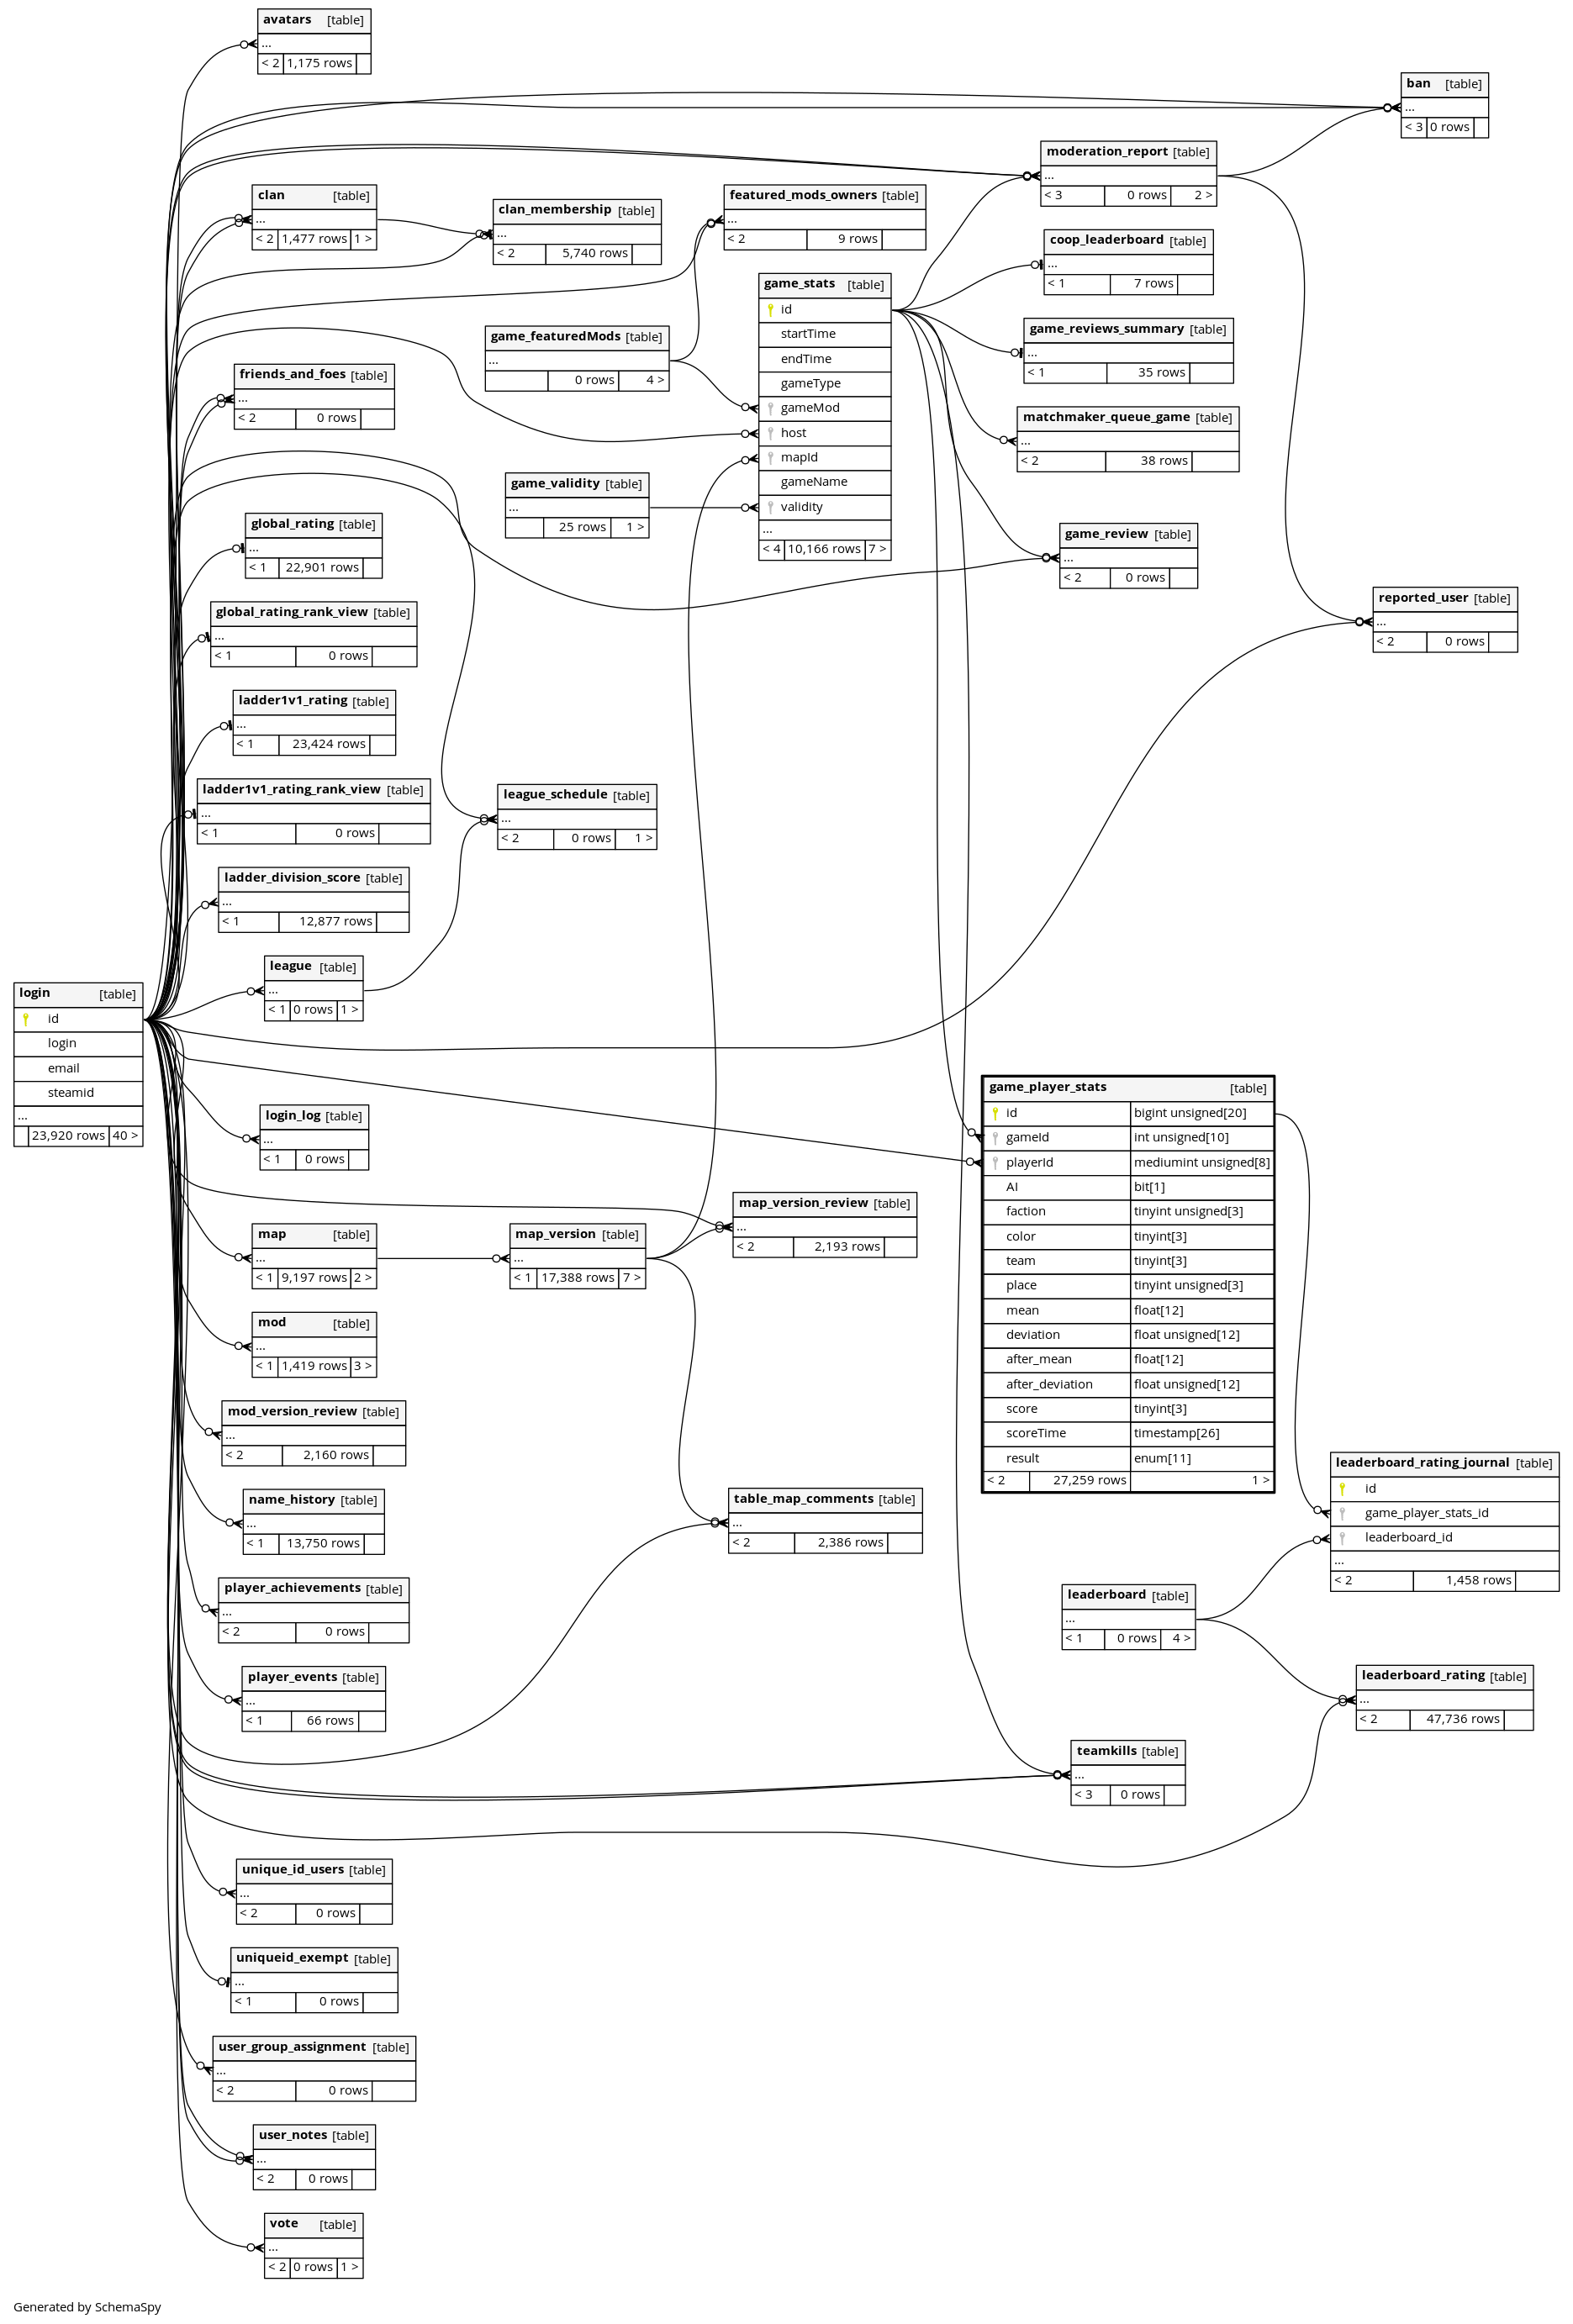 avatars [table]
...
< 2 1,175 rows
ban [table]
...
< 3 0 rows
moderation_report [table]
...
< 3 0 rows 2 >
clan [table]
...
< 2 1,477 rows 1 >
clan_membership [table]
...
< 2 5,740 rows
featured_mods_owners [table]
...
< 2 9 rows
coop_leaderboard [table]
...
< 1 7 rows
game_stats [table]
id
startTime
endTime
gameType
gameMod
host
mapId
gameName
validity
...
< 4 10,166 rows 7 >
game_reviews_summary [table]
...
< 1 35 rows
game_featuredMods [table]
...
0 rows 4 >
friends_and_foes [table]
...
< 2 0 rows
matchmaker_queue_game [table]
...
< 2 38 rows
game_validity [table]
...
25 rows 1 >
global_rating [table]
...
< 1 22,901 rows
game_review [table]
...
< 2 0 rows
reported_user [table]
...
< 2 0 rows
global_rating_rank_view [table]
...
< 1 0 rows
ladder1v1_rating [table]
...
< 1 23,424 rows
ladder1v1_rating_rank_view [table]
...
< 1 0 rows
league_schedule [table]
...
< 2 0 rows 1 >
ladder_division_score [table]
...
< 1 12,877 rows
league [table]
...
< 1 0 rows 1 >
login [table]
id
login
email
steamid
...
23,920 rows 40 >
game_player_stats [table]
id bigint unsigned[20]
gameId int unsigned[10]
playerId mediumint unsigned[8]
AI bit[1]
faction tinyint unsigned[3]
color tinyint[3]
team tinyint[3]
place tinyint unsigned[3]
mean float[12]
deviation float unsigned[12]
after_mean float[12]
after_deviation float unsigned[12]
score tinyint[3]
scoreTime timestamp[26]
result enum[11]
< 2 27,259 rows 1 >
login_log [table]
...
< 1 0 rows
map_version_review [table]
...
< 2 2,193 rows
map [table]
...
< 1 9,197 rows 2 >
map_version [table]
...
< 1 17,388 rows 7 >
mod [table]
...
< 1 1,419 rows 3 >
mod_version_review [table]
...
< 2 2,160 rows
leaderboard_rating_journal [table]
id
game_player_stats_id
leaderboard_id
...
< 2 1,458 rows
name_history [table]
...
< 1 13,750 rows
table_map_comments [table]
...
< 2 2,386 rows
player_achievements [table]
...
< 2 0 rows
leaderboard [table]
...
< 1 0 rows 4 >
player_events [table]
...
< 1 66 rows
leaderboard_rating [table]
...
< 2 47,736 rows
teamkills [table]
...
< 3 0 rows
unique_id_users [table]
...
< 2 0 rows
uniqueid_exempt [table]
...
< 1 0 rows
user_group_assignment [table]
...
< 2 0 rows
user_notes [table]
...
< 2 0 rows
vote [table]
...
< 2 0 rows 1 >
Generated by SchemaSpy